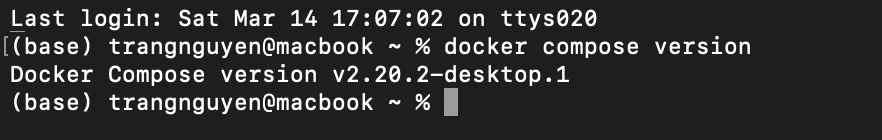 Last login: Sat Mar 14 17:07:02 on ttys020
[(base) trangnguyen@macbook ~ % docker compose version
Docker Compose version v2.20.2-desktop.1
(base) trangnguyen@macbook ~ %